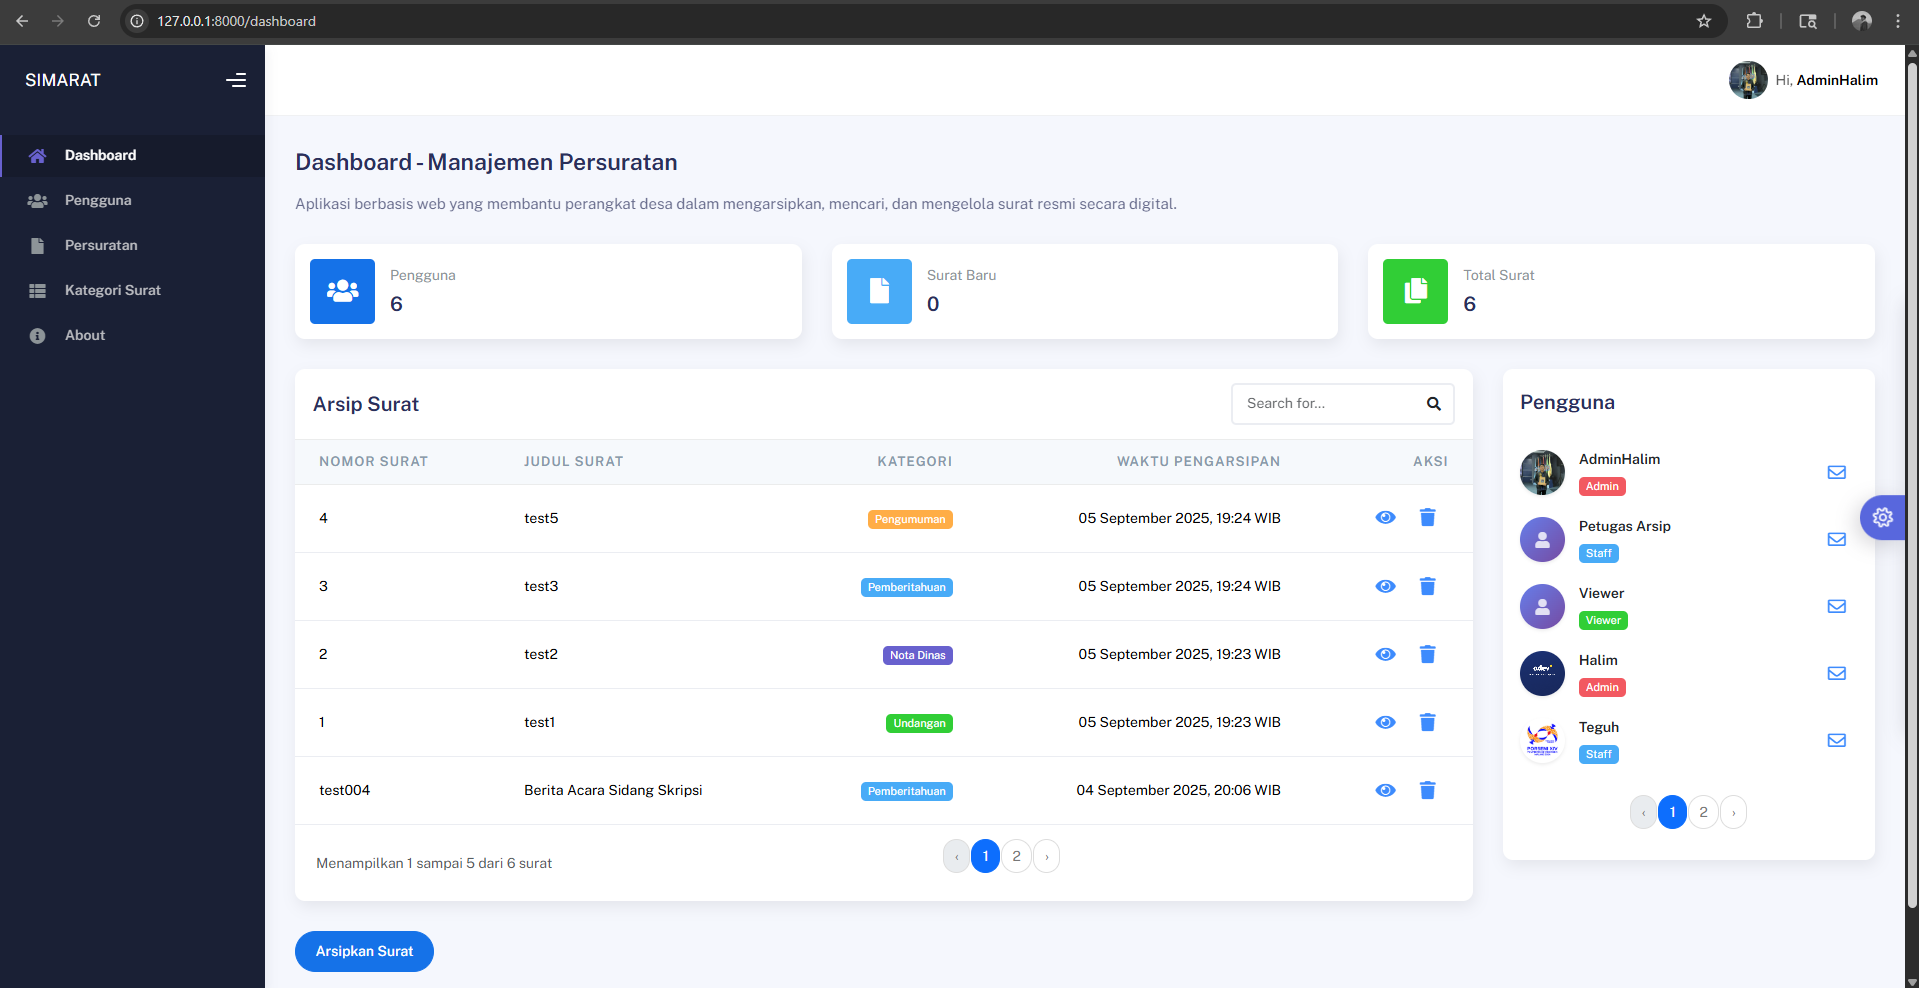 127.0.0.1:8000/dashboard
SIMARAT
Hi, AdminHalim
Dashboard
Pengguna
Persuratan
Kategori Surat
About
Dashboard - Manajemen Persuratan
Aplikasi berbasis web yang membantu perangkat desa dalam mengarsipkan, mencari, dan mengelola surat resmi secara digital.
Pengguna
6
Surat Baru
0
Total Surat
6
Arsip Surat
Search for...
NOMOR SURAT JUDUL SURAT KATEGORI WAKTU PENGARSIPAN AKSI
4 test5 Pengumuman 05 September 2025, 19:24 WIB
3 test3 Pemberitahuan 05 September 2025, 19:24 WIB
2 test2 Nota Dinas 05 September 2025, 19:23 WIB
1 test1 Undangan 05 September 2025, 19:23 WIB
test004 Berita Acara Sidang Skripsi Pemberitahuan 04 September 2025, 20:06 WIB
Menampilkan 1 sampai 5 dari 6 surat
‹ 1 2 ›
Arsipkan Surat
Pengguna
AdminHalim
Admin
Petugas Arsip
Staff
Viewer
Viewer
Halim
Admin
Teguh
Staff
PORSENI XIV
‹ 1 2 ›